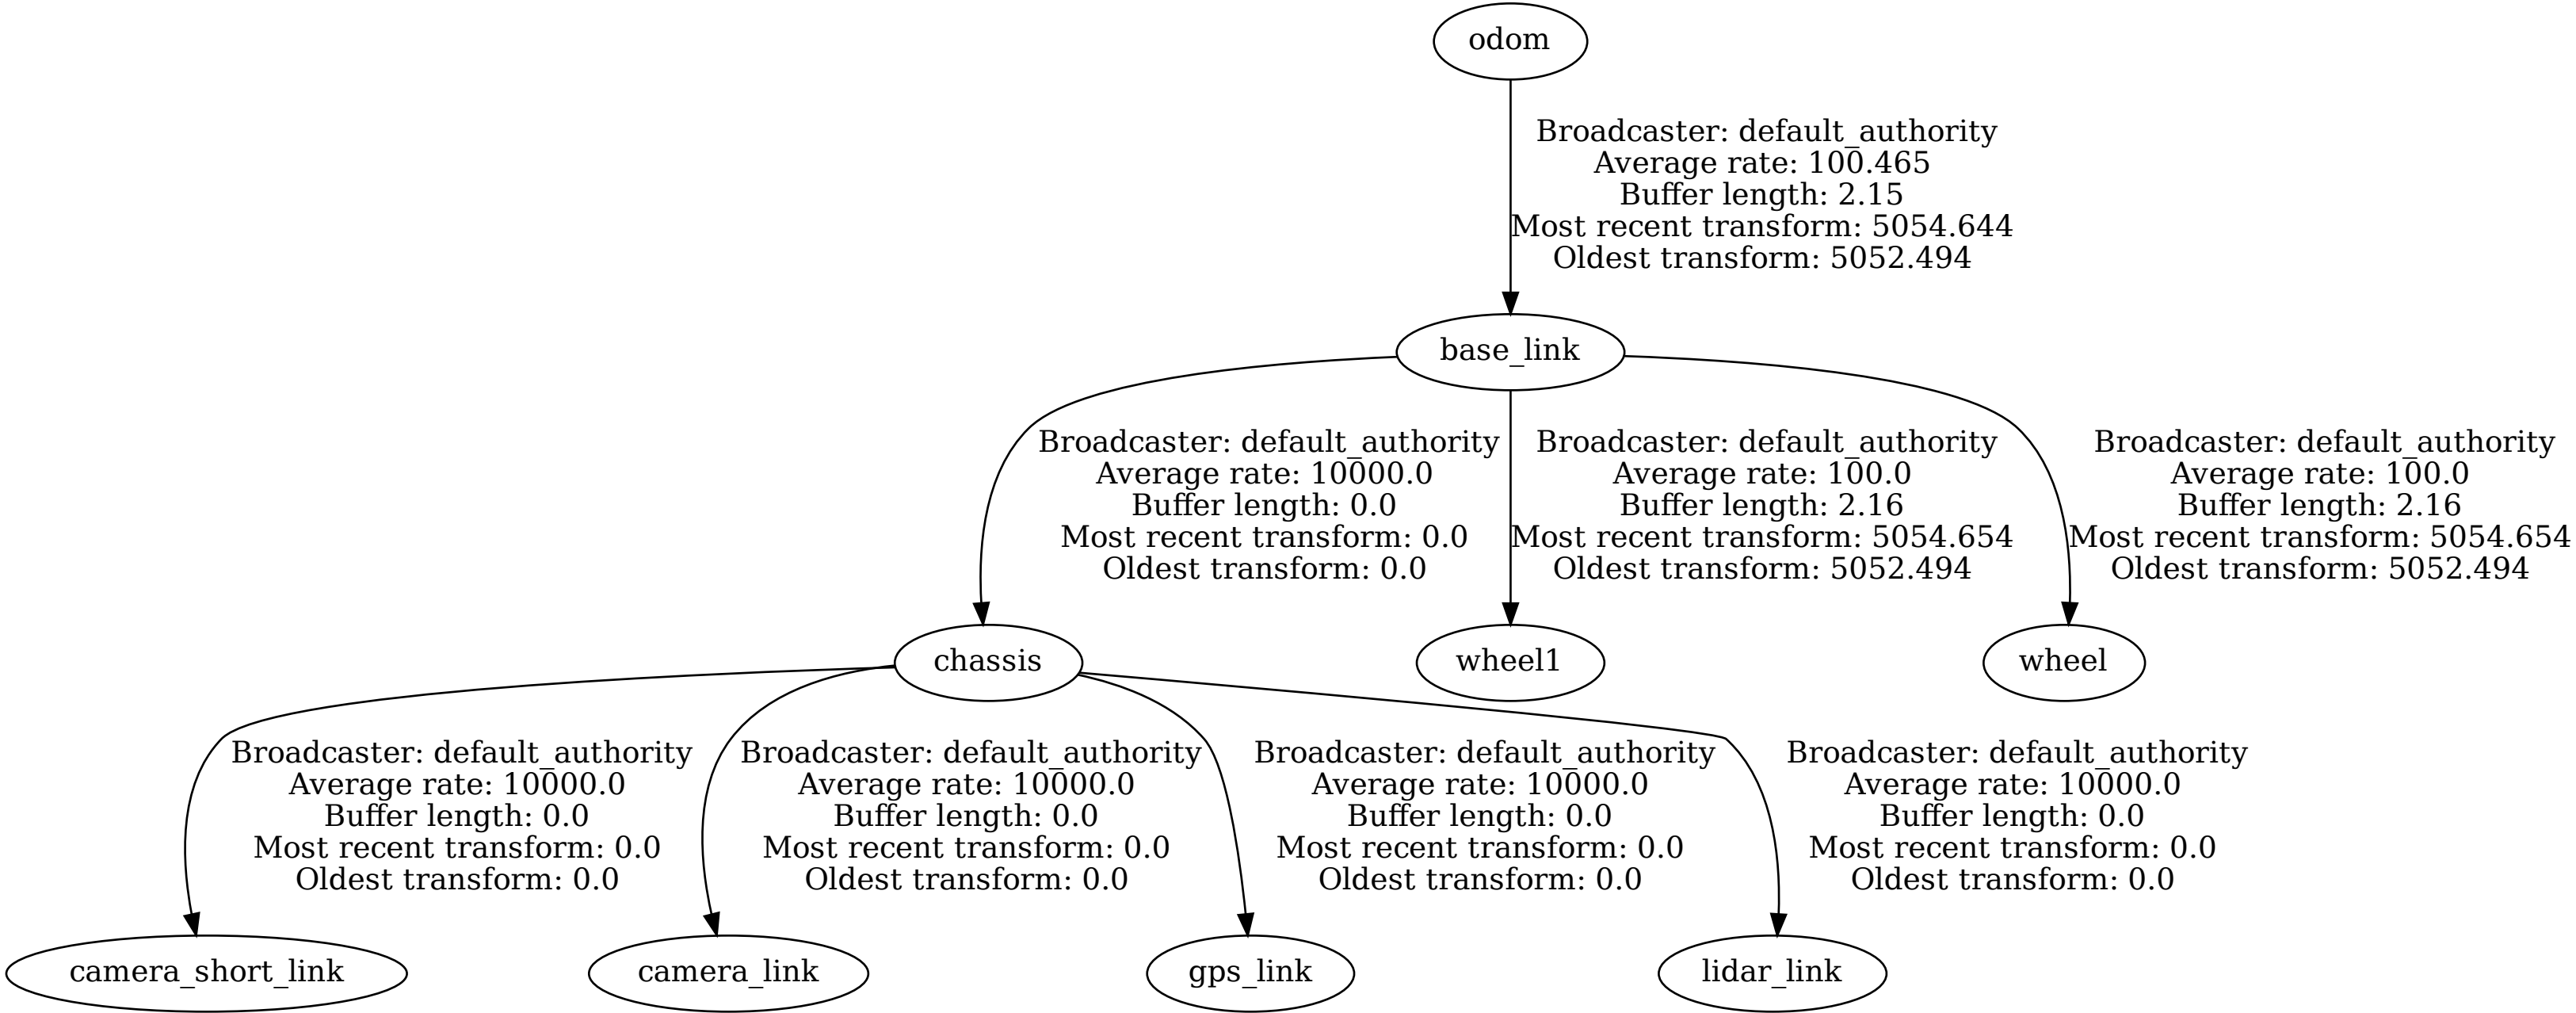 odom
Broadcaster: default_authority
Average rate: 100.465
Buffer length: 2.15
Most recent transform: 5054.644
Oldest transform: 5052.494
base_link
Broadcaster: default_authority
Average rate: 10000.0
Buffer length: 0.0
Most recent transform: 0.0
Oldest transform: 0.0
Broadcaster: default_authority
Average rate: 100.0
Buffer length: 2.16
Most recent transform: 5054.654
Oldest transform: 5052.494
Broadcaster: default_authority
Average rate: 100.0
Buffer length: 2.16
Most recent transform: 5054.654
Oldest transform: 5052.494
chassis
wheel1
wheel
Broadcaster: default_authority
Average rate: 10000.0
Buffer length: 0.0
Most recent transform: 0.0
Oldest transform: 0.0
Broadcaster: default_authority
Average rate: 10000.0
Buffer length: 0.0
Most recent transform: 0.0
Oldest transform: 0.0
Broadcaster: default_authority
Average rate: 10000.0
Buffer length: 0.0
Most recent transform: 0.0
Oldest transform: 0.0
Broadcaster: default_authority
Average rate: 10000.0
Buffer length: 0.0
Most recent transform: 0.0
Oldest transform: 0.0
camera_short_link
camera_link
gps_link
lidar_link